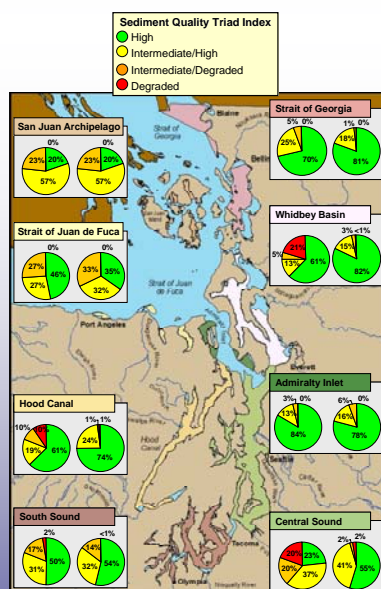 Sediment Quality Triad Index
High
Intermediate/High
Intermediate/Degraded
Degraded
San Juan Archipelago
0%
0%
23%
20%
23%
20%
57%
57%
Strait of Georgia
5%
0%
1%
0%
25%
18%
70%
81%
Blaine
Strait of
Georgia
Strait of Juan de Fuca
0%
0%
27%
46%
33%
35%
27%
32%
Whidbey Basin
3%
<1%
21%
15%
5%
61%
13%
82%
Strait of Juan
de Fuca
Port Angeles
Everett
Admiralty Inlet
3%
0%
6%
0%
13%
16%
84%
78%
Hood Canal
10%
1%
1%
61%
24%
19%
74%
Hood
Canal
Seattle
South Sound
2%
<1%
17%
14%
50%
54%
31%
32%
Tacoma
Olympia
Nisqually River
Central Sound
2%
2%
20%
23%
20%
41%
37%
55%